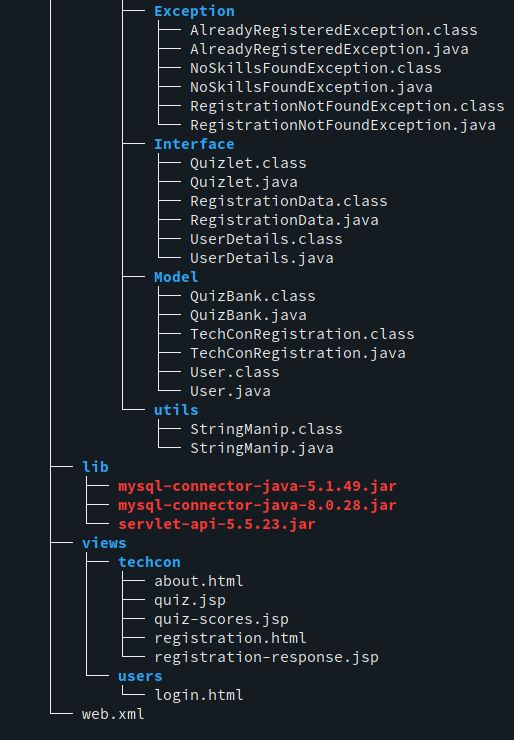 Exception
AlreadyRegisteredException.class
AlreadyRegisteredException.java
NoSkillsFoundException.class
NoSkillsFoundException.java
RegistrationNotFoundException.class
RegistrationNotFoundException.java
Interface
Quizlet.class
Quizlet.java
RegistrationData.class
RegistrationData.java
UserDetails.class
UserDetails.java
Model
QuizBank.class
QuizBank.java
TechConRegistration.class
TechConRegistration.java
User.class
User.java
utils
StringManip.class
StringManip.java
lib
mysql-connector-java-5.1.49.jar
mysql-connector-java-8.0.28.jar
servlet-api-5.5.23.jar
views
techcon
about.html
quiz.jsp
quiz-scores.jsp
registration.html
registration-response.jsp
users
login.html
web.xml